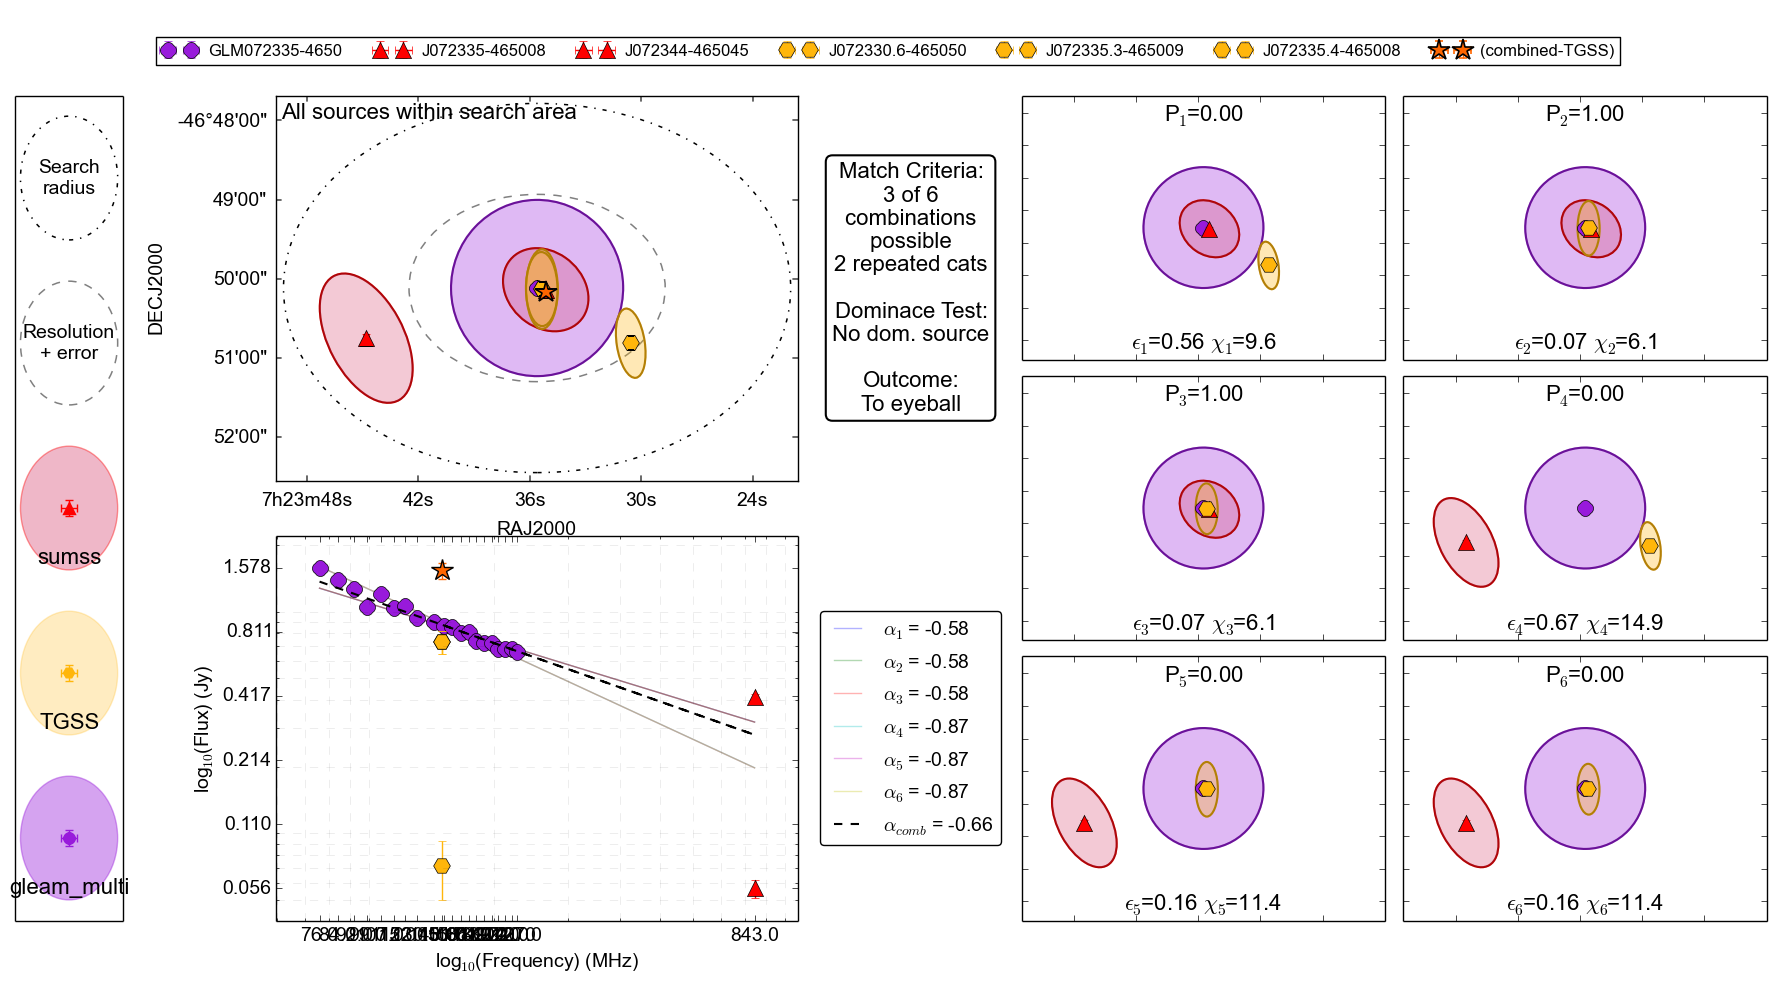 GLM072335-4650 J072335-465008 J072344-465045 J072330.6-465050 J072335.3-465009 J072335.4-465008 (combined-TGSS)
Search
radius
Resolution
+ error
sumss
TGSS
gleam_multi
All sources within search area
-46°48'00"
49'00"
50'00"
51'00"
52'00"
DECJ2000
7h23m48s 42s 36s 30s 24s
RAJ2000
Match Criteria:
3 of 6
combinations
possible
2 repeated cats
Dominace Test:
No dom. source
Outcome:
To eyeball
1.578
0.811
0.417
0.214
0.110
0.056
log10(Flux) (Jy)
843.0
log10(Frequency) (MHz)
α1 = -0.58
α2 = -0.58
α3 = -0.58
α4 = -0.87
α5 = -0.87
α6 = -0.87
αcomb = -0.66
P1=0.00
ϵ1=0.56 χ1=9.6
P2=1.00
ϵ2=0.07 χ2=6.1
P3=1.00
ϵ3=0.07 χ3=6.1
P4=0.00
ϵ4=0.67 χ4=14.9
P5=0.00
ϵ5=0.16 χ5=11.4
P6=0.00
ϵ6=0.16 χ6=11.4